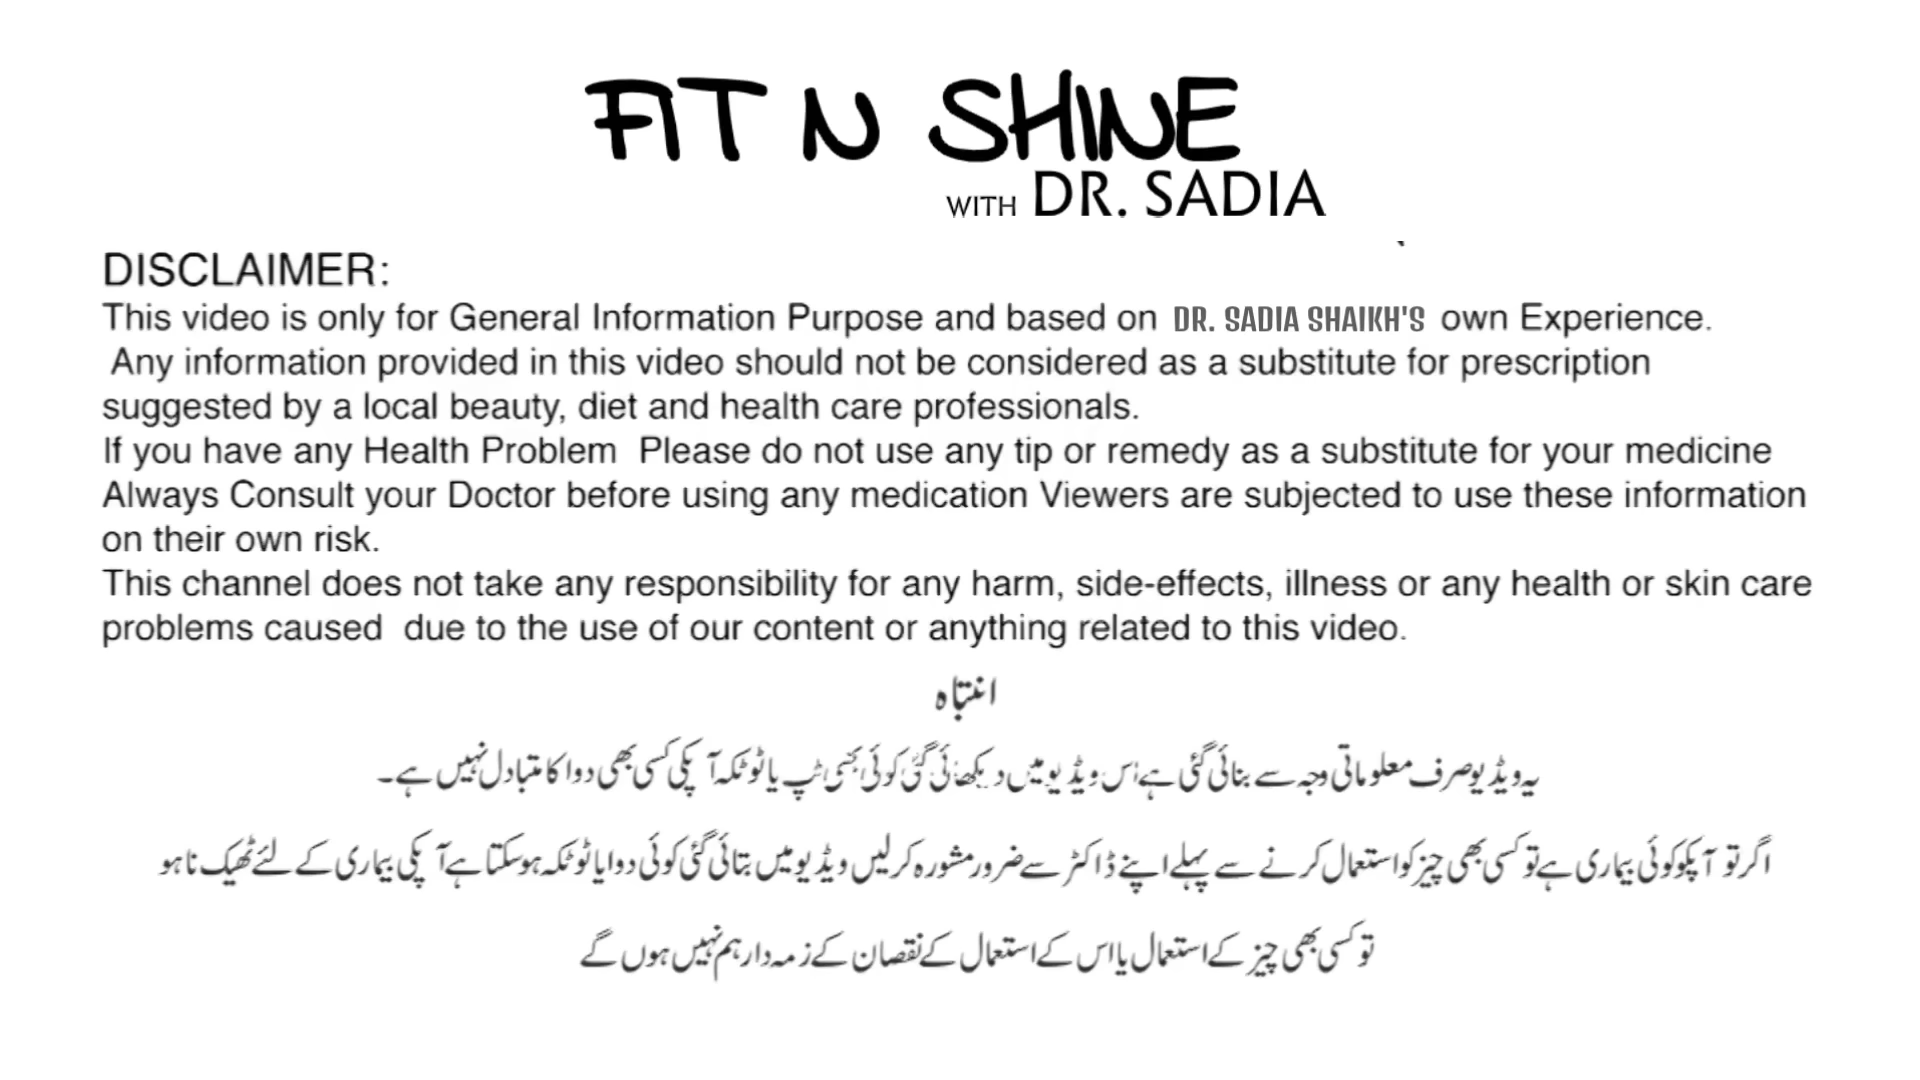 FIT N SHINE
WITH DR. SADIA
DISCLAIMER:
This video is only for General Information Purpose and based on DR. SADIA SHAIKH'S own Experience.
Any information provided in this video should not be considered as a substitute for prescription
suggested by a local beauty, diet and health care professionals.
If you have any Health Problem Please do not use any tip or remedy as a substitute for your medicine
Always Consult your Doctor before using any medication Viewers are subjected to use these information
on their own risk.
This channel does not take any responsibility for any harm, side-effects, illness or any health or skin care
problems caused due to the use of our content or anything related to this video.
انتباہ
یہ ویڈیو صرف معلوماتی وجہ سے بنائی گئی ہے اس ویڈیو میں دیکھائی گئی کوئی بھی ٹپ یا ٹوٹکہ آپکی کسی بھی دوا کا متبادل نہیں ہے۔
اگر تو آپکو کوئی بیماری ہے تو کسی بھی چیز کو استعمال کرنے سے پہلے اپنے ڈاکٹر سے ضرور مشورہ کرلیں ویڈیو میں بتائی گئی کوئی دوا یا ٹوٹکہ ہوسکتا ہے آپکی بیماری کے لئے ٹھیک نا ہو
تو کسی بھی چیز کے استعمال یا اس کے استعمال کے نقصان کے زمہ دار ہم نہیں ہوں گے